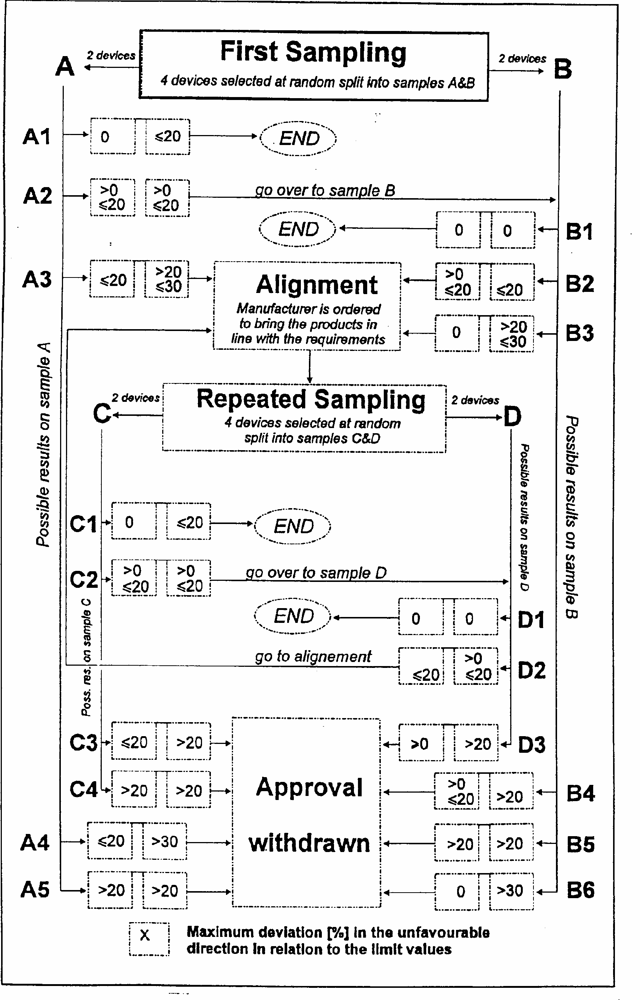 First Sampling
4 devices selected at random split into samples A&B
A
2 devices
2 devices
B
A1
0
≤20
END
A2
>0
≤20
>0
≤20
go over to sample B
END
0
0
B1
A3
≤20
>20
≤30
Alignment
Manufacturer is ordered
to bring the products in
line with the requirements
>0
≤20
≤20
B2
0
>20
≤30
B3
Possible results on sample A
Possible results on sample B
C
2 devices
Repeated Sampling
4 devices selected at random
split into samples C&D
2 devices
D
Possible results on sample D
C1
0
≤20
END
C2
>0
≤20
>0
≤20
go over to sample D
Poss. res. on sample C
END
0
0
D1
go to alignement
≤20
>0
≤20
D2
C3
≤20
>20
Approval
withdrawn
>0
>20
D3
C4
>20
>20
>0
≤20
>20
B4
A4
≤20
>30
>20
>20
B5
A5
>20
>20
0
>30
B6
X
Maximum deviation [%] in the unfavourable
direction in relation to the limit values